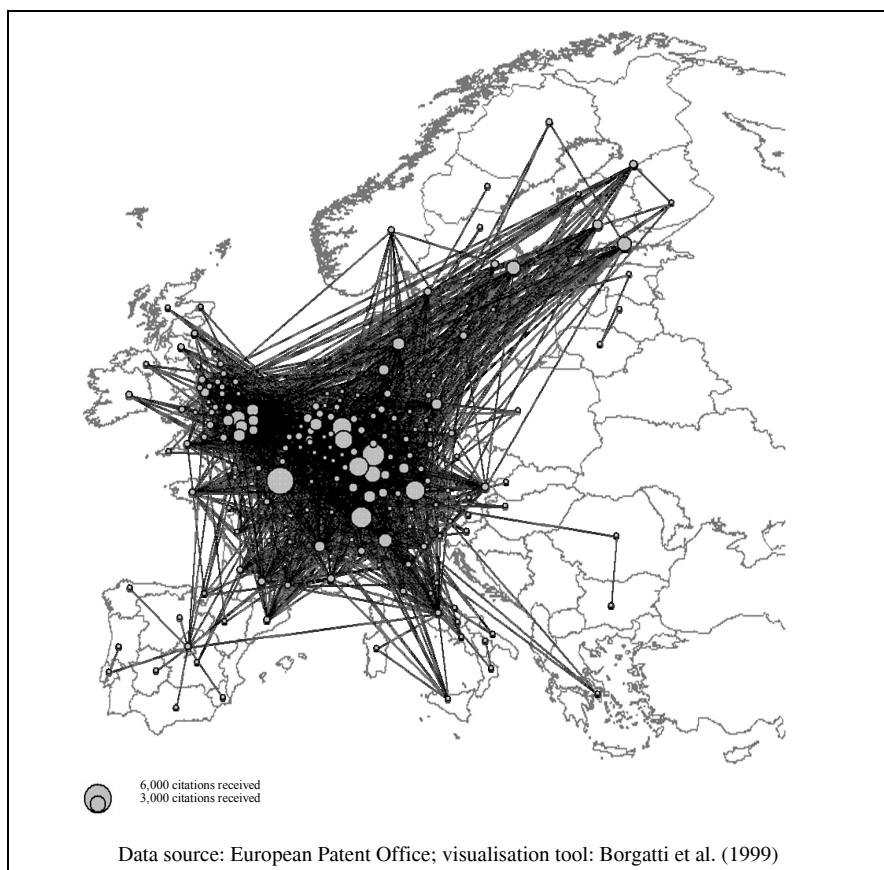 6,000 citations received
3,000 citations received
Data source: European Patent Office; visualisation tool: Borgatti et al. (1999)